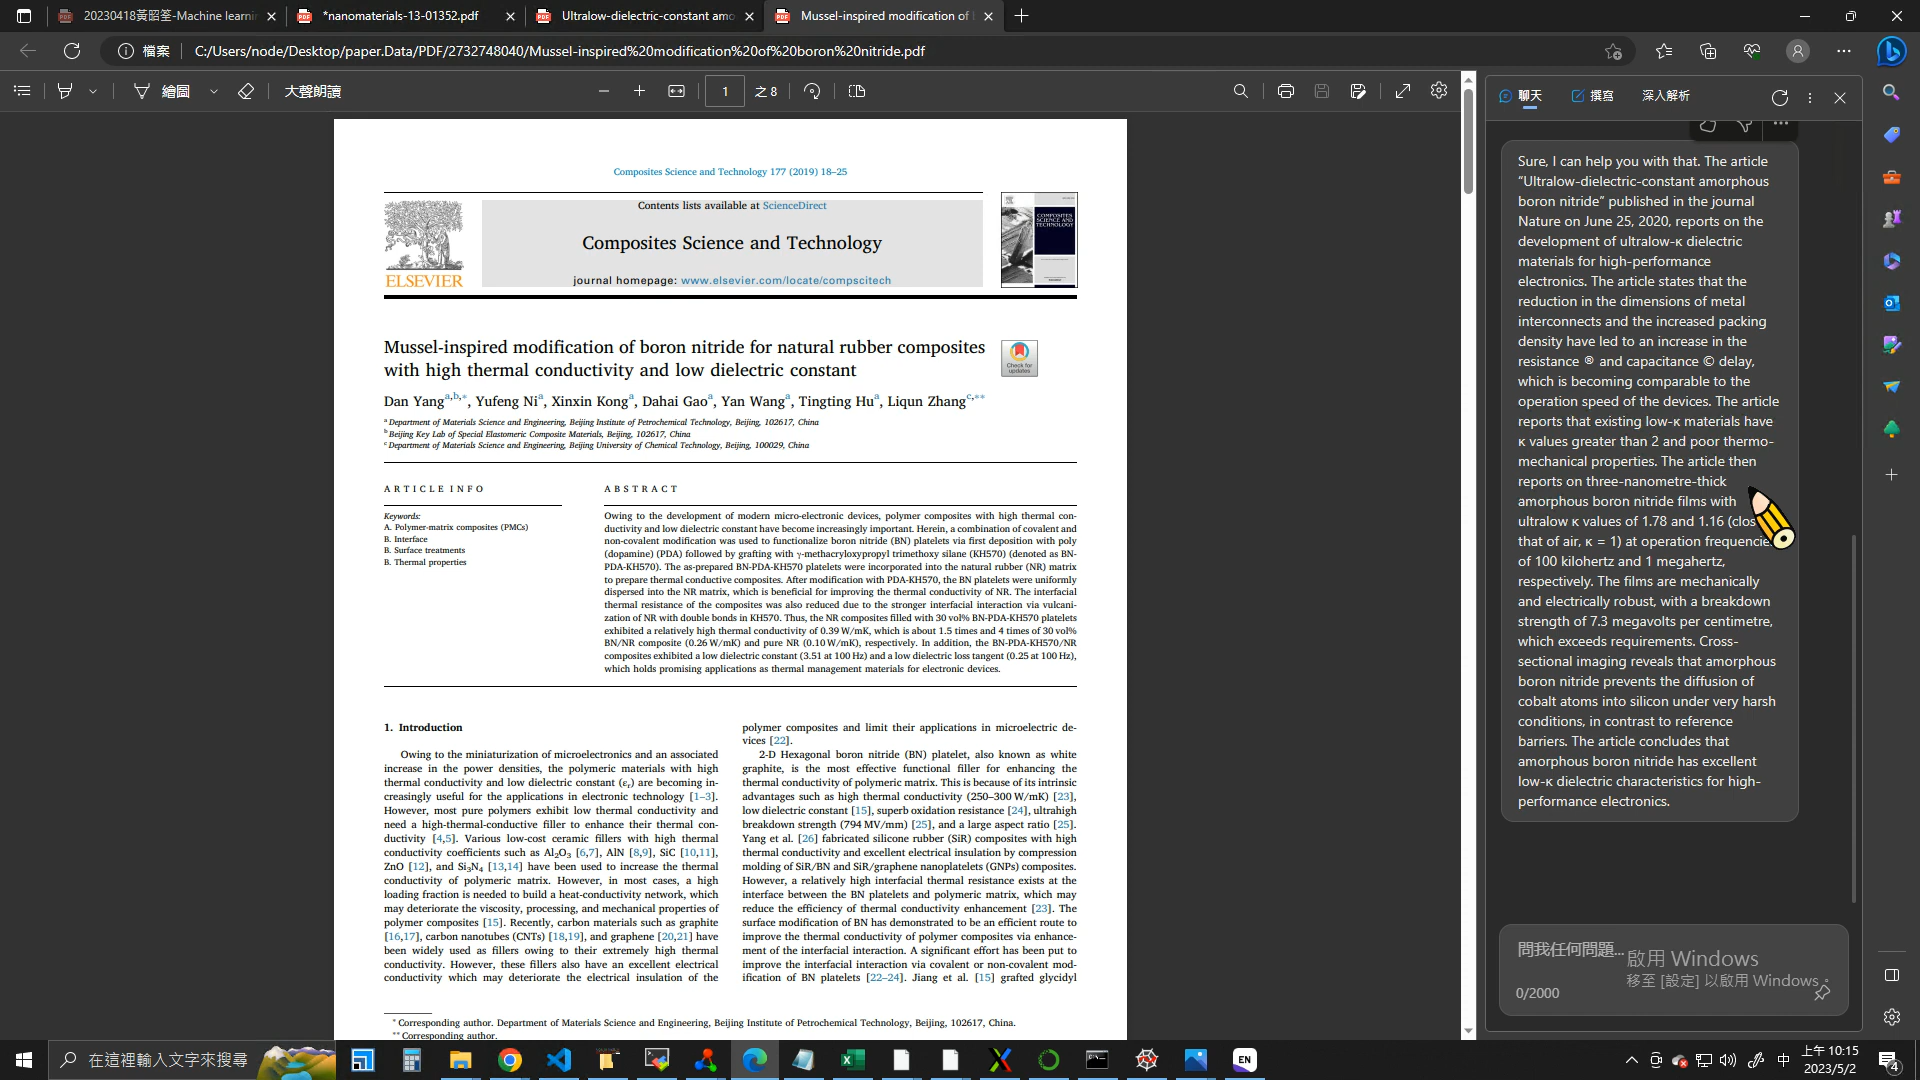 20230418黃昭筌-Machine learnin
*nanomaterials-13-01352.pdf
Ultralow-dielectric-constant amo
Mussel-inspired modification of
檔案
C:/Users/node/Desktop/paper.Data/PDF/2732748040/Mussel-inspired%20modification%20of%20boron%20nitride.pdf
繪圖
大聲朗讀
1
之 8
Composites Science and Technology 177 (2019) 18–25
Contents lists available at ScienceDirect
Composites Science and Technology
journal homepage: www.elsevier.com/locate/compscitech
ELSEVIER
COMPOSITES SCIENCE AND TECHNOLOGY
Mussel-inspired modification of boron nitride for natural rubber composites
with high thermal conductivity and low dielectric constant
Check for updates
Dan Yang a,b,*, Yufeng Ni a, Xinxin Kong a, Dahai Gao a, Yan Wang a, Tingting Hu a, Liqun Zhang c,**
a Department of Materials Science and Engineering, Beijing Institute of Petrochemical Technology, Beijing, 102617, China
b Beijing Key Lab of Special Elastomeric Composite Materials, Beijing, 102617, China
c Department of Materials Science and Engineering, Beijing University of Chemical Technology, Beijing, 100029, China
ARTICLE INFO
Keywords:
A. Polymer-matrix composites (PMCs)
B. Interface
B. Surface treatments
B. Thermal properties
ABSTRACT
Owing to the development of modern micro-electronic devices, polymer composites with high thermal con-
ductivity and low dielectric constant have become increasingly important. Herein, a combination of covalent and
non-covalent modification was used to functionalize boron nitride (BN) platelets via first deposition with poly
(dopamine) (PDA) followed by grafting with γ-methacryloxypropyl trimethoxy silane (KH570) (denoted as BN-
PDA-KH570). The as-prepared BN-PDA-KH570 platelets were incorporated into the natural rubber (NR) matrix
to prepare thermal conductive composites. After modification with PDA-KH570, the BN platelets were uniformly
dispersed into the NR matrix, which is beneficial for improving the thermal conductivity of NR. The interfacial
thermal resistance of the composites was also reduced due to the stronger interfacial interaction via vulcani-
zation of NR with double bonds in KH570. Thus, the NR composites filled with 30 vol% BN-PDA-KH570 platelets
exhibited a relatively high thermal conductivity of 0.39 W/mK, which is about 1.5 times and 4 times of 30 vol%
BN/NR composite (0.26 W/mK) and pure NR (0.10 W/mK), respectively. In addition, the BN-PDA-KH570/NR
composites exhibited a low dielectric constant (3.51 at 100 Hz) and a low dielectric loss tangent (0.25 at 100 Hz),
which holds promising applications as thermal management materials for electronic devices.
1. Introduction
Owing to the miniaturization of microelectronics and an associated
increase in the power densities, the polymeric materials with high
thermal conductivity and low dielectric constant (εr) are becoming in-
creasingly useful for the applications in electronic technology [1–3].
However, most pure polymers exhibit low thermal conductivity and
need a high-thermal-conductive filler to enhance their thermal con-
ductivity [4,5]. Various low-cost ceramic fillers with high thermal
conductivity coefficients such as Al2O3 [6,7], AlN [8,9], SiC [10,11],
ZnO [12], and Si3N4 [13,14] have been used to increase the thermal
conductivity of polymeric matrix. However, in most cases, a high
loading fraction is needed to build a heat-conductivity network, which
may deteriorate the viscosity, processing, and mechanical properties of
polymer composites [15]. Recently, carbon materials such as graphite
[16,17], carbon nanotubes (CNTs) [18,19], and graphene [20,21] have
been widely used as fillers owing to their extremely high thermal
conductivity. However, these fillers also have an excellent electrical
conductivity which may deteriorate the electrical insulation of the
polymer composites and limit their applications in microelectric de-
vices [22].
2-D Hexagonal boron nitride (BN) platelet, also known as white
graphite, is the most effective functional filler for enhancing the
thermal conductivity of polymeric matrix. This is because of its intrinsic
advantages such as high thermal conductivity (250–300 W/mK) [23],
low dielectric constant [15], superb oxidation resistance [24], ultrahigh
breakdown strength (794 MV/mm) [25], and a large aspect ratio [25].
Yang et al. [26] fabricated silicone rubber (SiR) composites with high
thermal conductivity and excellent electrical insulation by compression
molding of SiR/BN and SiR/graphene nanoplatelets (GNPs) composites.
However, a relatively high interfacial thermal resistance exists at the
interface between the BN platelets and polymeric matrix, which may
reduce the efficiency of thermal conductivity enhancement [23]. The
surface modification of BN has demonstrated to be an efficient route to
improve the thermal conductivity of polymer composites via enhance-
ment of the interfacial interaction. A significant effort has been put to
improve the interfacial interaction via covalent or non-covalent mod-
ification of BN platelets [22–24]. Jiang et al. [15] grafted glycidyl
* Corresponding author. Department of Materials Science and Engineering, Beijing Institute of Petrochemical Technology, Beijing, 102617, China.
** Corresponding author.
聊天
撰寫
深入解析
Sure, I can help you with that. The article
“Ultralow-dielectric-constant amorphous
boron nitride” published in the journal
Nature on June 25, 2020, reports on the
development of ultralow-κ dielectric
materials for high-performance
electronics. The article states that the
reduction in the dimensions of metal
interconnects and the increased packing
density have led to an increase in the
resistance ® and capacitance © delay,
which is becoming comparable to the
operation speed of the devices. The article
reports that existing low-κ materials have
κ values greater than 2 and poor thermo-
mechanical properties. The article then
reports on three-nanometre-thick
amorphous boron nitride films with
ultralow κ values of 1.78 and 1.16 (clos
that of air, κ = 1) at operation frequencie
of 100 kilohertz and 1 megahertz,
respectively. The films are mechanically
and electrically robust, with a breakdown
strength of 7.3 megavolts per centimetre,
which exceeds requirements. Cross-
sectional imaging reveals that amorphous
boron nitride prevents the diffusion of
cobalt atoms into silicon under very harsh
conditions, in contrast to reference
barriers. The article concludes that
amorphous boron nitride has excellent
low-κ dielectric characteristics for high-
performance electronics.
問我任何問題...
啟用 Windows
移至 [設定] 以啟用 Windows。
0/2000
在這裡輸入文字來搜尋
EN
中
上午 10:15
2023/5/2
4